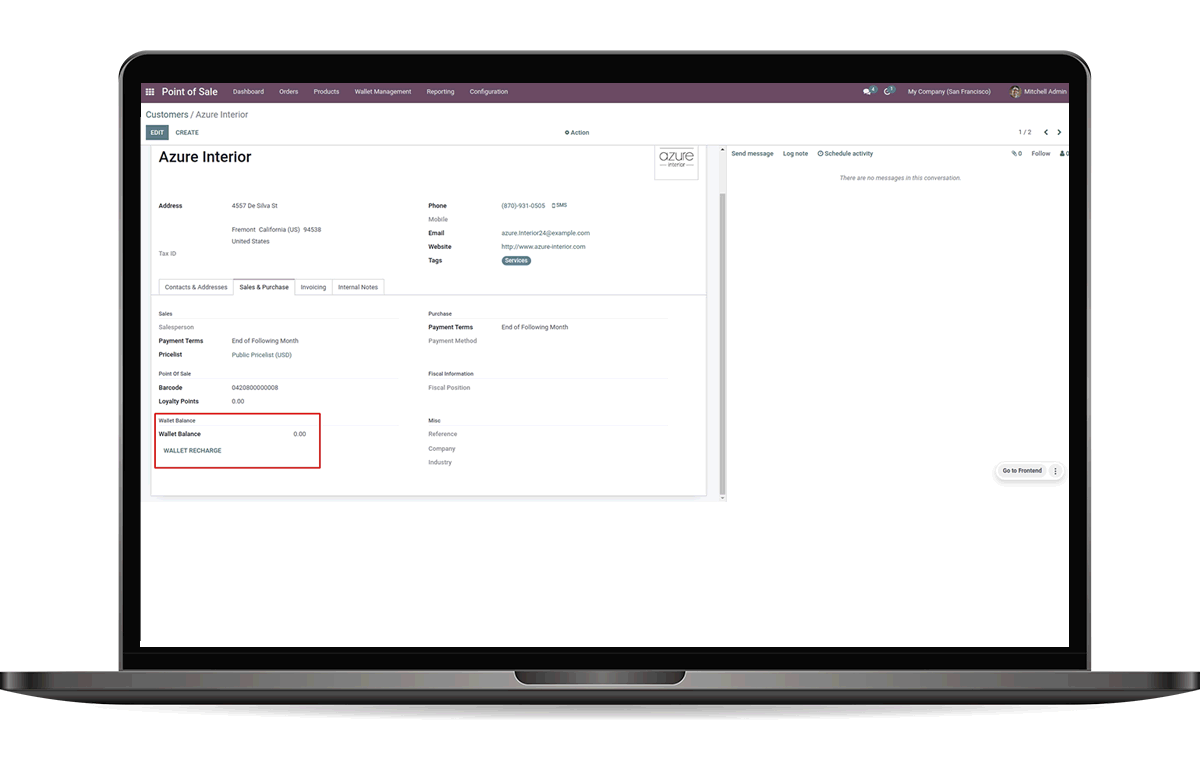 Point of Sale Dashboard Orders Products Wallet Management Reporting Configuration 4 1 My Company (San Francisco) Mitchell Admin
Customers / Azure Interior
EDIT CREATE Action 1 / 2
Azure Interior
azure
interior
Send message Log note Schedule activity 0 Follow 0
There are no messages in this conversation.
Address 4557 De Silva St
Fremont California (US) 94538
United States
Tax ID
Phone (870)-931-0505 SMS
Mobile
Email azure.Interior24@example.com
Website http://www.azure-interior.com
Tags Services
Contacts & Addresses Sales & Purchase Invoicing Internal Notes
Sales
Salesperson
Payment Terms End of Following Month
Pricelist Public Pricelist (USD)
Purchase
Payment Terms End of Following Month
Payment Method
Point Of Sale
Barcode 0420800000008
Loyalty Points 0.00
Fiscal Information
Fiscal Position
Wallet Balance
Wallet Balance 0.00
WALLET RECHARGE
Misc
Reference
Company
Industry
Go to Frontend